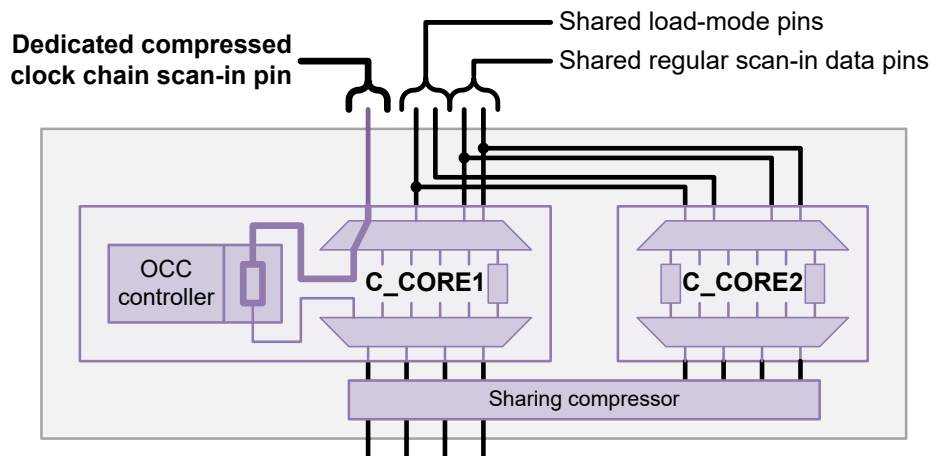 Shared load-mode pins
Dedicated compressed
clock chain scan-in pin
Shared regular scan-in data pins
OCC
controller
C_CORE1
C_CORE2
Sharing compressor